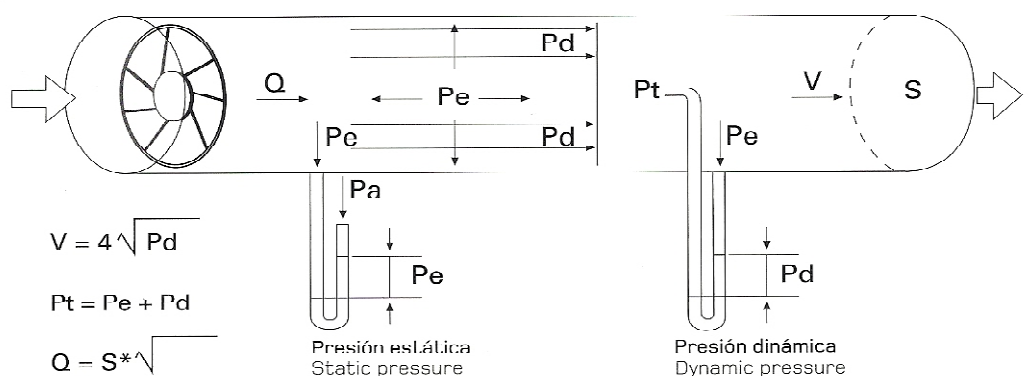 Pd
Q
Pe
Pt
V
S
Pe
Pd
Pe
Pa
V = 4√Pd
Pe
Pd
Pt = Pe + Pd
Q = S*√
Presión estática
Static pressure
Presión dinámica
Dynamic pressure